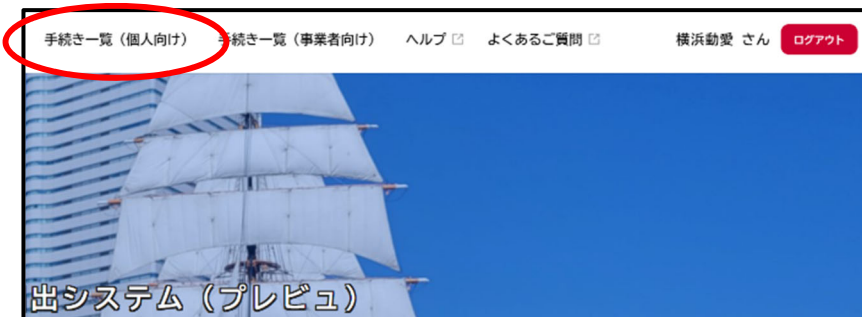 手続き一覧（個人向け） 手続き一覧（事業者向け） ヘルプ よくあるご質問 横浜動愛 さん ログアウト
出システム（プレビュ）